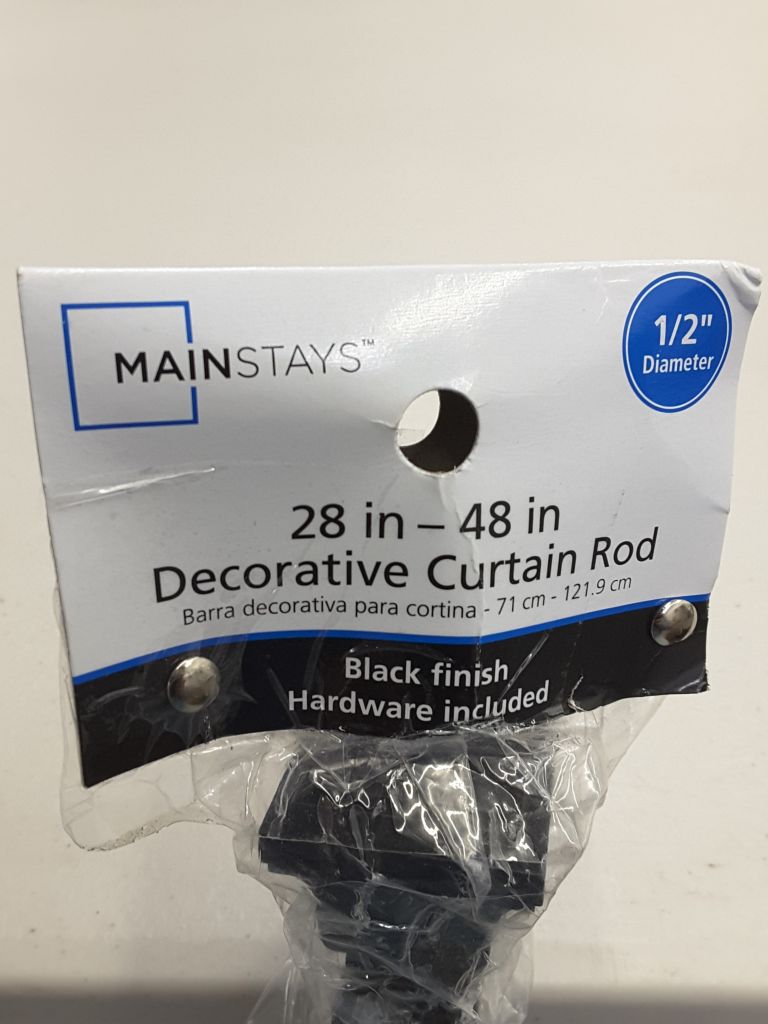 MAINSTAYS™
1/2"
Diameter
28 in – 48 in
Decorative Curtain Rod
Barra decorativa para cortina - 71 cm - 121.9 cm
Black finish
Hardware included